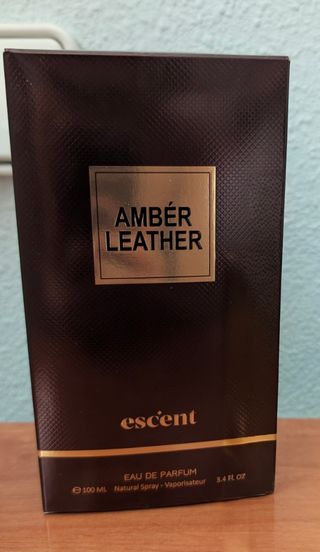 AMBÉR
LEATHER
escent
EAU DE PARFUM
℮ 100 ML Natural Spray - Vaporisateur 3.4 FL OZ